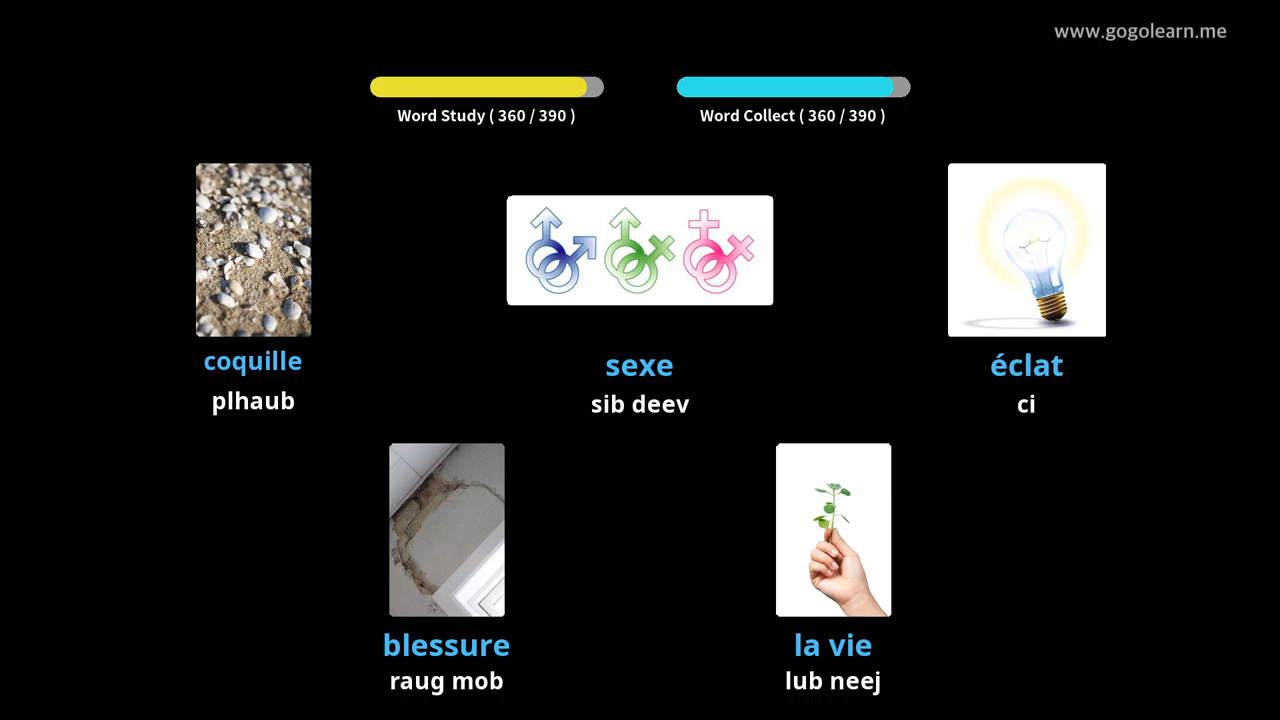 www.gogolearn.me
Word Study ( 360 / 390 )
Word Collect ( 360 / 390 )
coquille
plhaub
sexe
sib deev
éclat
ci
blessure
raug mob
la vie
lub neej